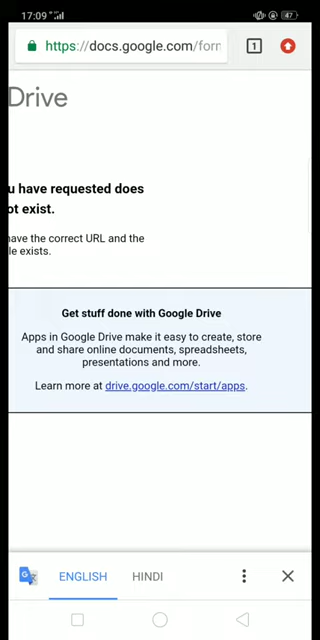 17:09
47
https://docs.google.com/forn
1
Drive
u have requested does
ot exist.
have the correct URL and the
le exists.
Get stuff done with Google Drive
Apps in Google Drive make it easy to create, store
and share online documents, spreadsheets,
presentations and more.
Learn more at drive.google.com/start/apps.
ENGLISH HINDI